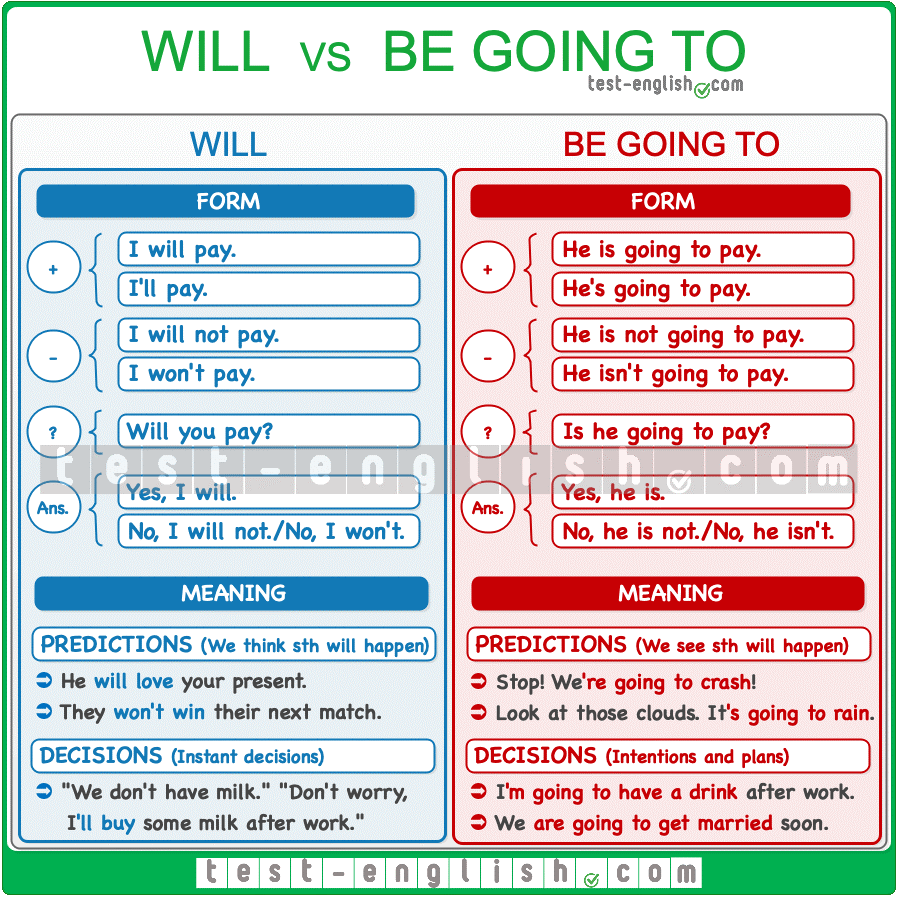 WILL vs BE GOING TO
test-english.com
WILL
FORM
+
I will pay.
I'll pay.
-
I will not pay.
I won't pay.
?
Will you pay?
Ans.
Yes, I will.
No, I will not./No, I won't.
MEANING
PREDICTIONS (We think sth will happen)
He will love your present.
They won't win their next match.
DECISIONS (Instant decisions)
"We don't have milk." "Don't worry,
I'll buy some milk after work."
BE GOING TO
FORM
+
He is going to pay.
He's going to pay.
-
He is not going to pay.
He isn't going to pay.
?
Is he going to pay?
Ans.
Yes, he is.
No, he is not./No, he isn't.
MEANING
PREDICTIONS (We see sth will happen)
Stop! We're going to crash!
Look at those clouds. It's going to rain.
DECISIONS (Intentions and plans)
I'm going to have a drink after work.
We are going to get married soon.
test-english.com
test-english.com